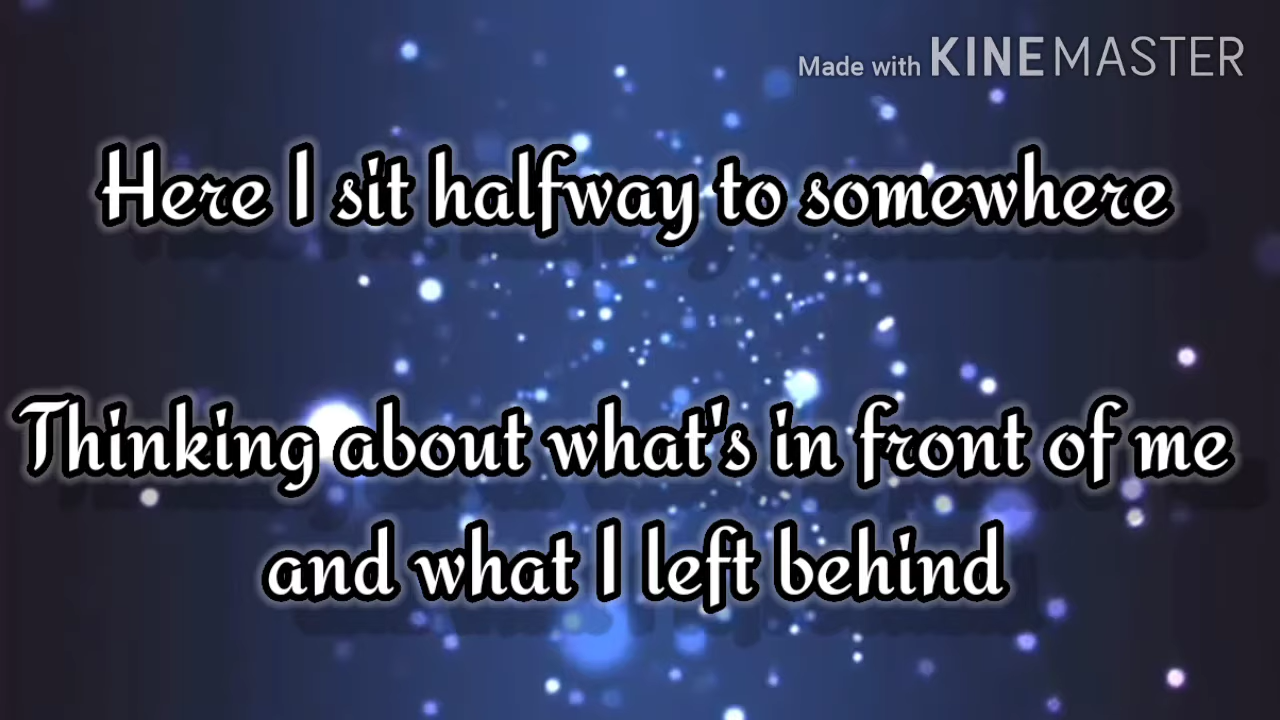 Made with KINEMASTER
Here I sit halfway to somewhere
Thinking about what's in front of me
and what I left behind